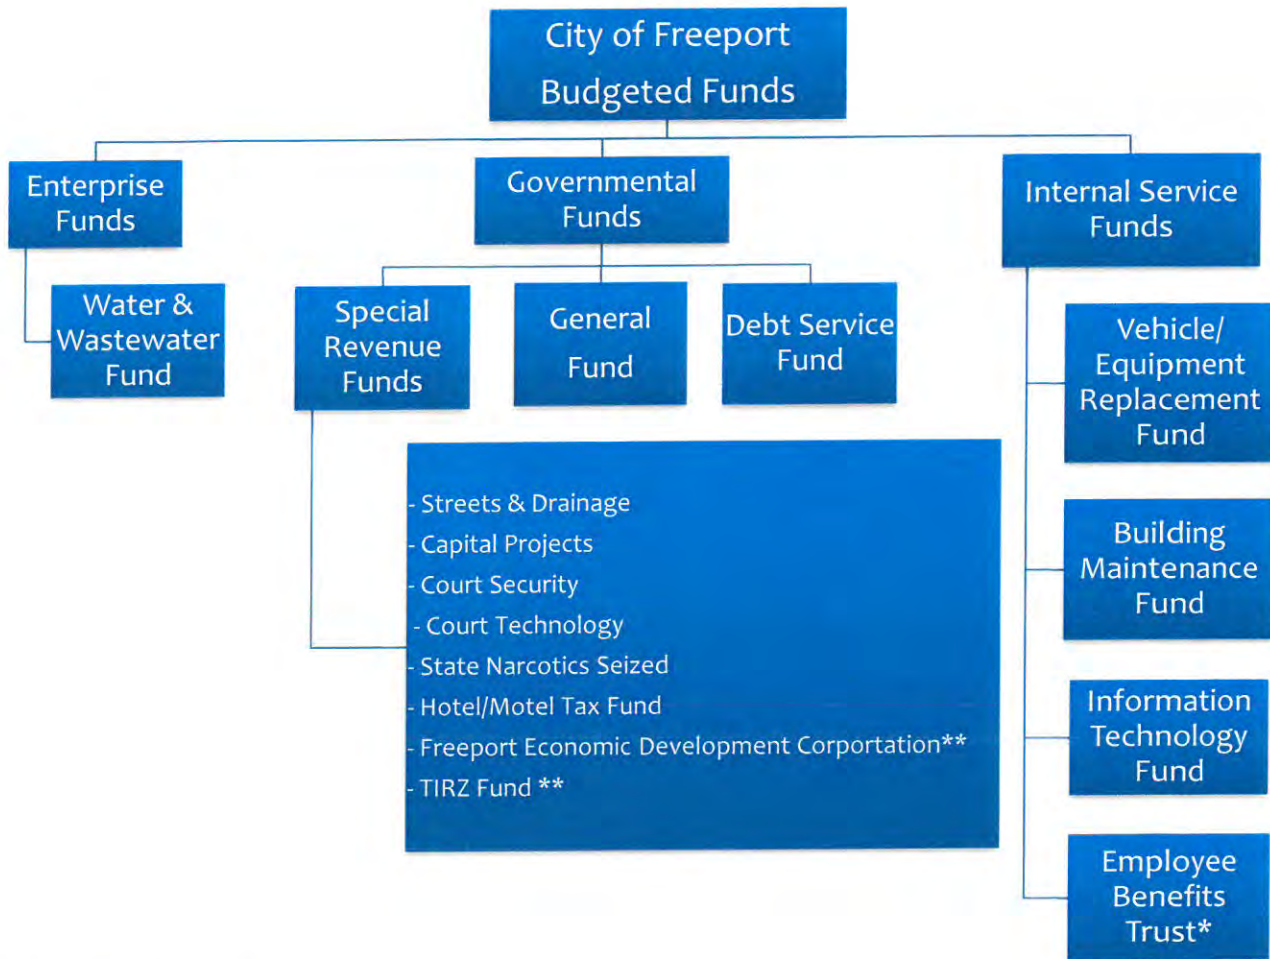 City of Freeport
Budgeted Funds
Enterprise
Funds
Governmental
Funds
Internal Service
Funds
Water &
Wastewater
Fund
Special
Revenue
Funds
General
Fund
Debt Service
Fund
Vehicle/
Equipment
Replacement
Fund
- Streets & Drainage
- Capital Projects
- Court Security
- Court Technology
- State Narcotics Seized
- Hotel/Motel Tax Fund
- Freeport Economic Development Corportation**
- TIRZ Fund **
Building
Maintenance
Fund
Information
Technology
Fund
Employee
Benefits
Trust*